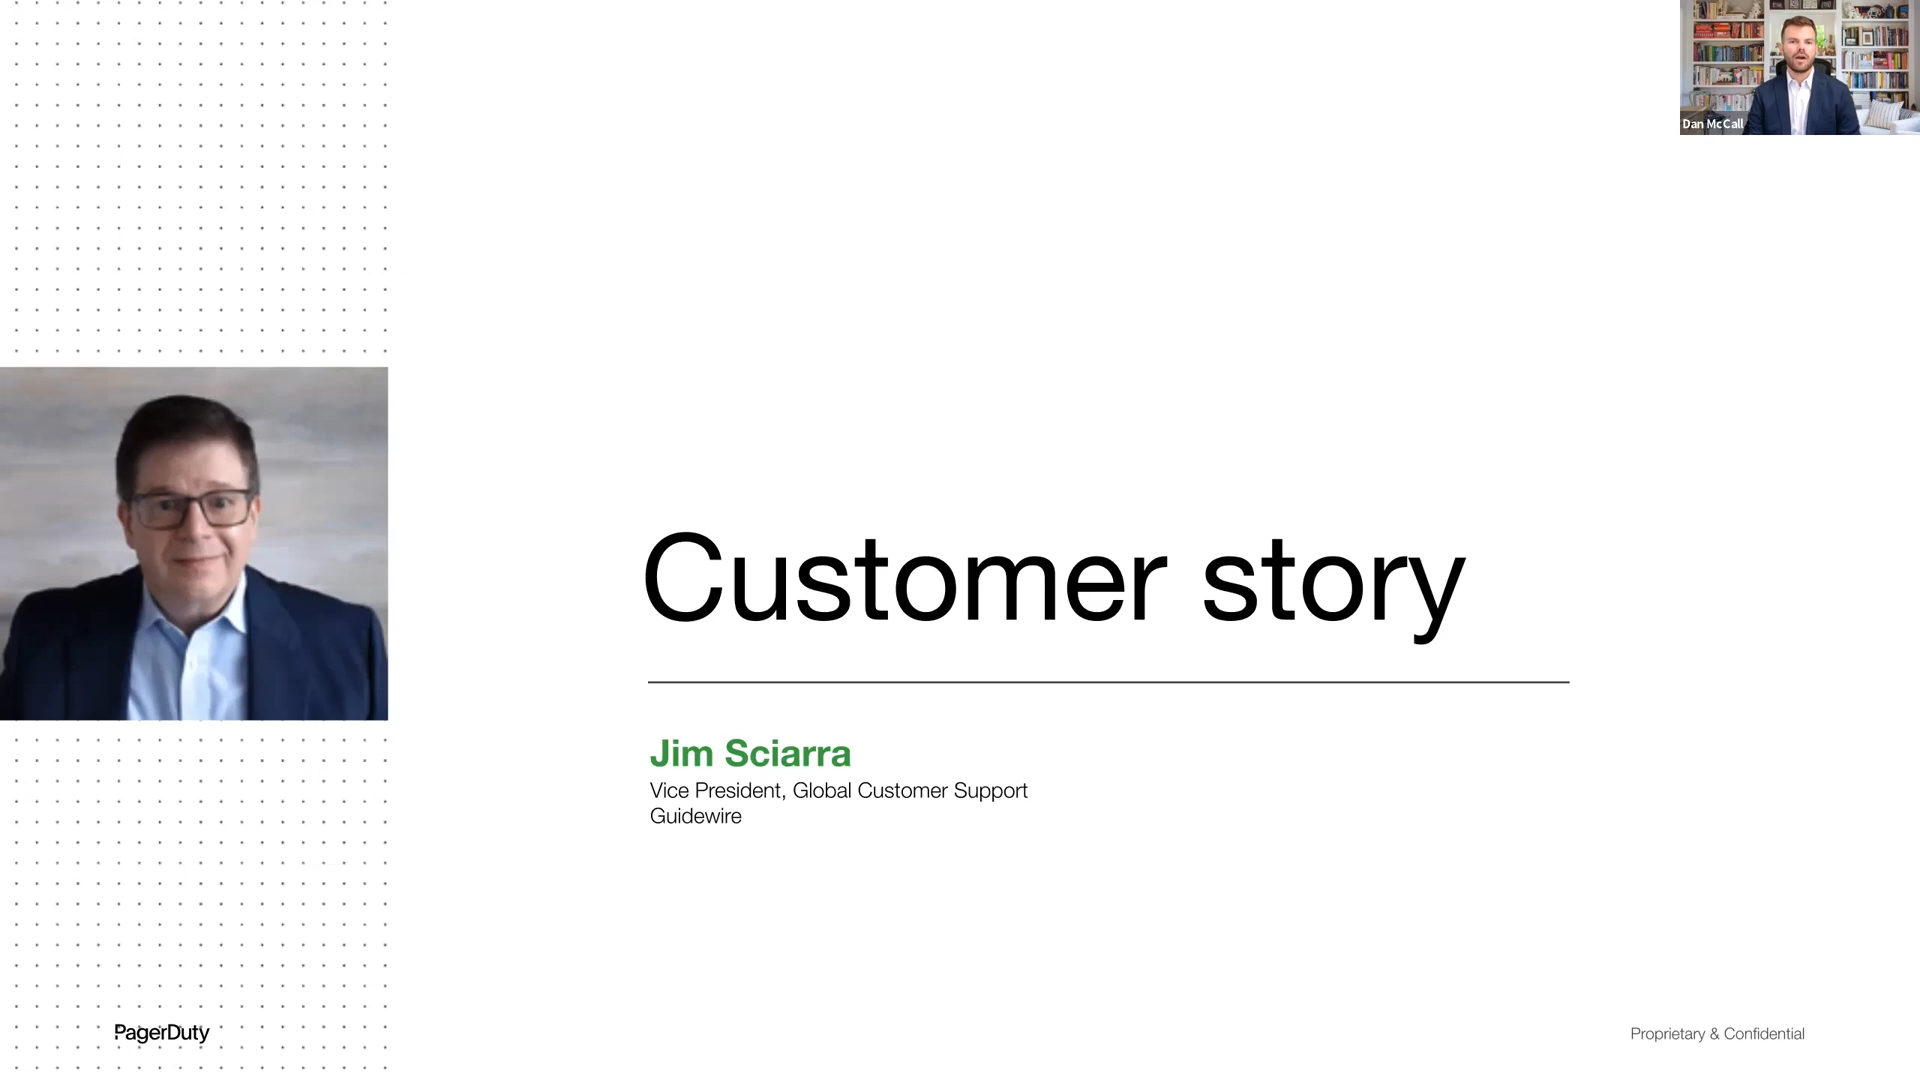 Dan McCall
Customer story
Jim Sciarra
Vice President, Global Customer Support
Guidewire
PagerDuty
Proprietary & Confidential